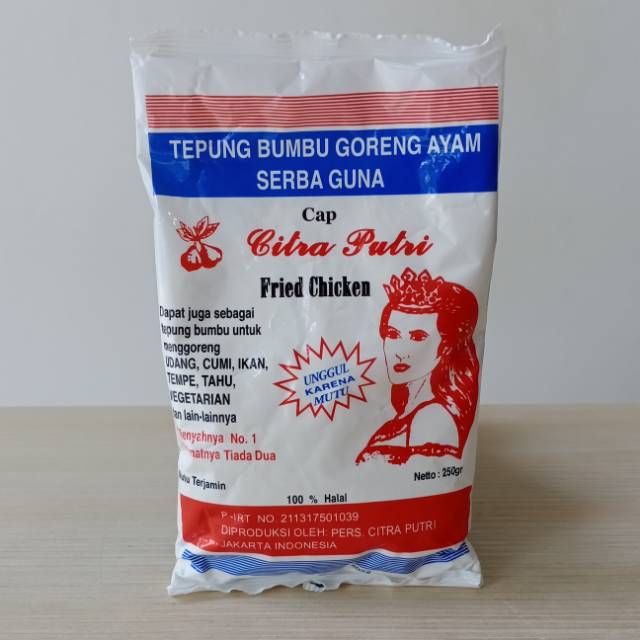 TEPUNG BUMBU GORENG AYAM
SERBA GUNA
Cap
Citra Putri
Fried Chicken
Dapat juga sebagai
tepung bumbu untuk
menggoreng
UDANG, CUMI, IKAN,
TEMPE, TAHU,
VEGETARIAN
dan lain-lainnya
No. 1
Tiada Dua
Mutu Terjamin
UNGGUL
KARENA
MUTU
Netto : 250gr
100 % Halal
P-IRT NO. 211317501039
DIPRODUKSI OLEH: PERS. CITRA PUTRI
JAKARTA INDONESIA